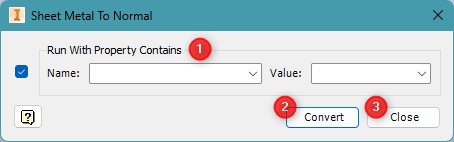 Sheet Metal To Normal
Run With Property Contains 1
Name: Value:
2 3
Convert Close